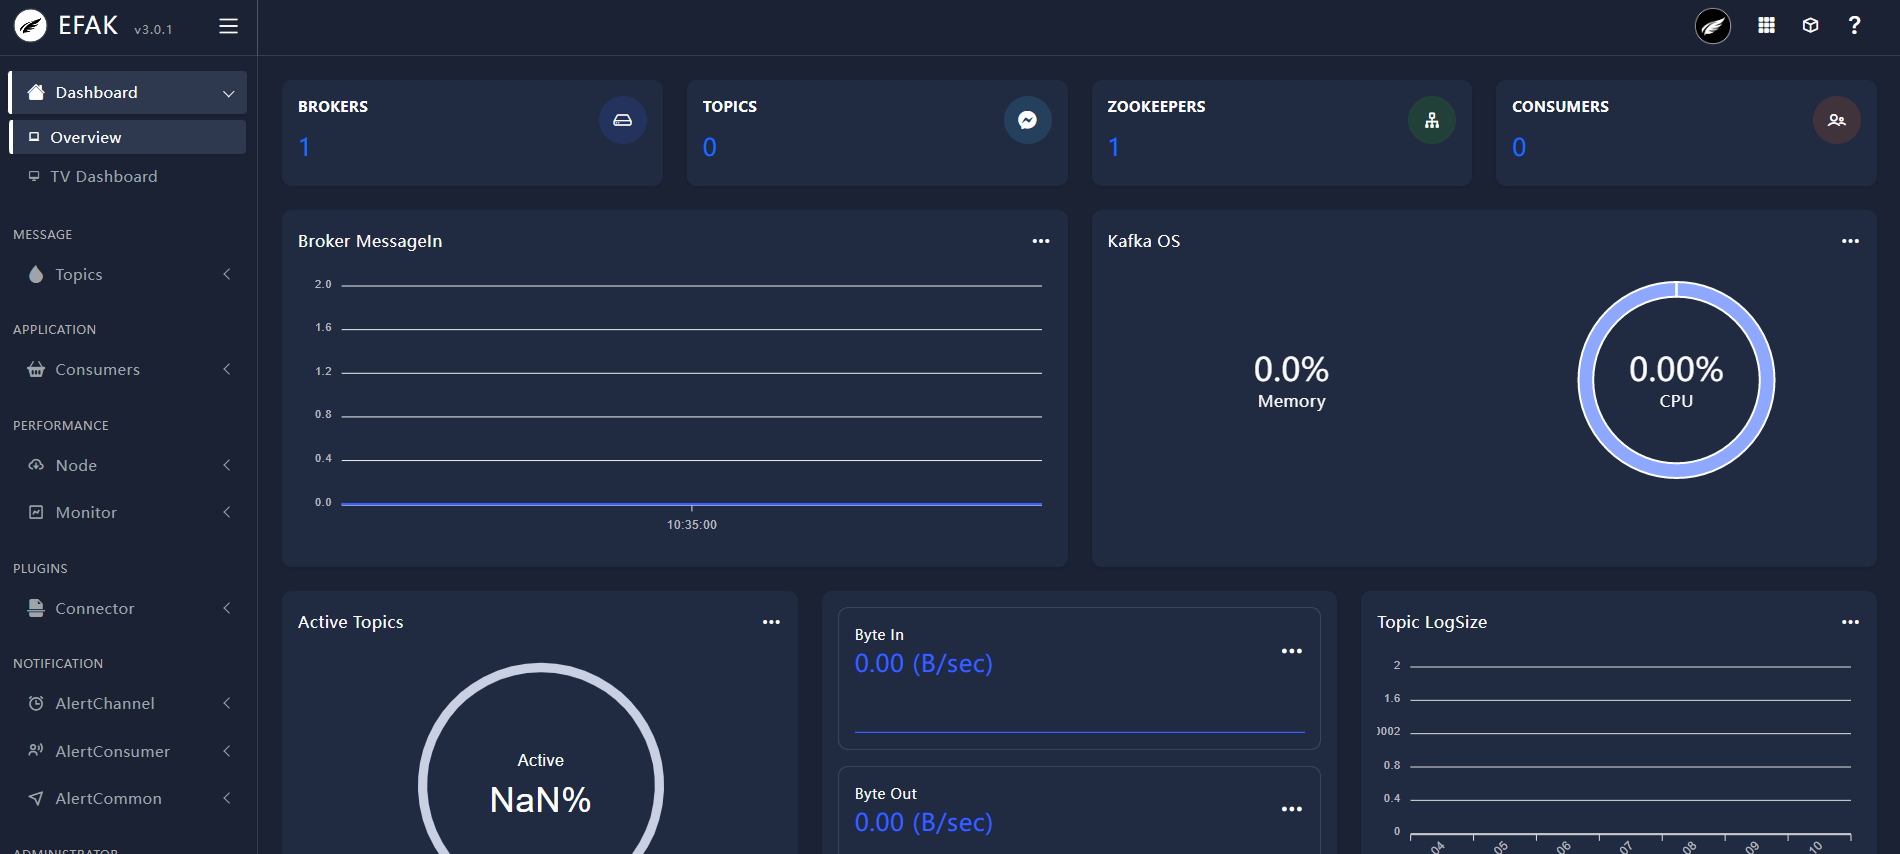 EFAK v3.0.1
Dashboard
Overview
TV Dashboard
MESSAGE
Topics
APPLICATION
Consumers
PERFORMANCE
Node
Monitor
PLUGINS
Connector
NOTIFICATION
AlertChannel
AlertConsumer
AlertCommon
ADMINISTRATOR
BROKERS
1
TOPICS
0
ZOOKEEPERS
1
CONSUMERS
0
Broker MessageIn
2.0
1.6
1.2
0.8
0.4
0.0
10:35:00
Kafka OS
0.0%
Memory
0.00%
CPU
Active Topics
Active
NaN%
Byte In
0.00 (B/sec)
Byte Out
0.00 (B/sec)
Topic LogSize
2
1.6
0002
0.8
0.4
0
04 05 06 07 08 09 10